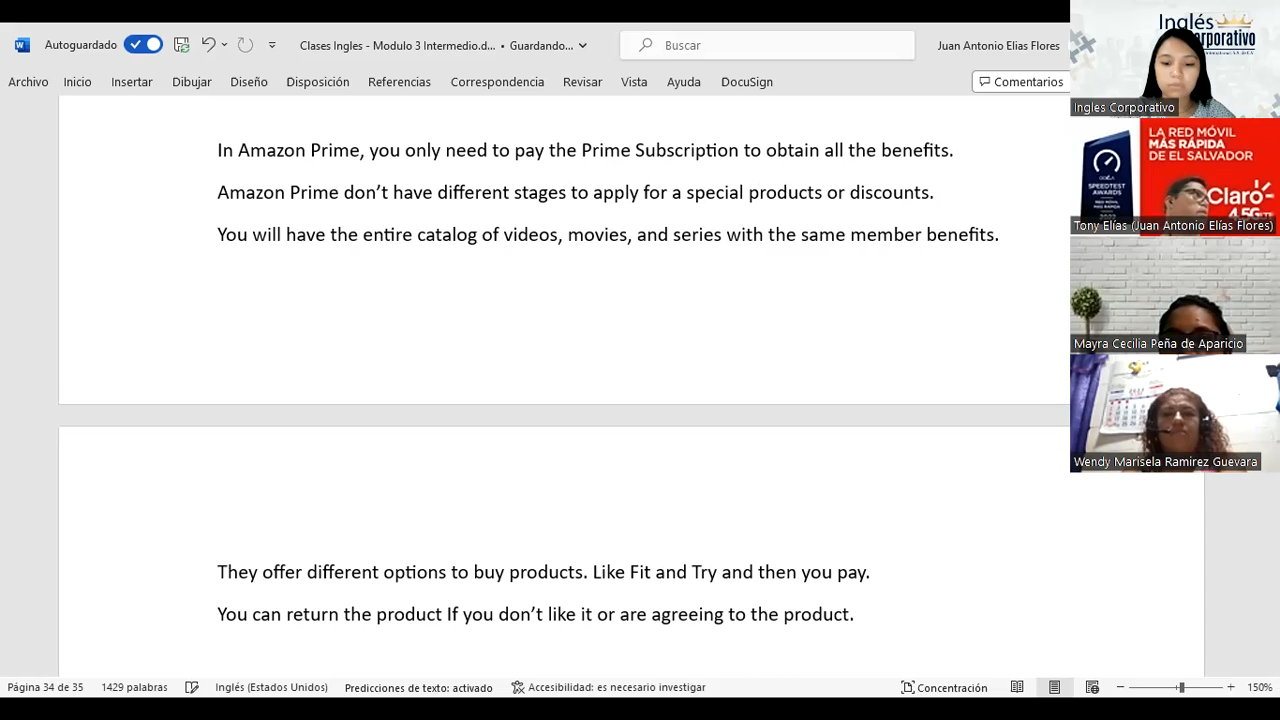 Autoguardado
Clases Ingles - Modulo 3 Intermedio.d... • Guardando...
Buscar
Juan Antonio Elias Flores
Archivo Inicio Insertar Dibujar Diseño Disposición Referencias Correspondencia Revisar Vista Ayuda DocuSign
Comentarios
In Amazon Prime, you only need to pay the Prime Subscription to obtain all the benefits.
Amazon Prime don't have different stages to apply for a special products or discounts.
You will have the entire catalog of videos, movies, and series with the same member benefits.
They offer different options to buy products. Like Fit and Try and then you pay.
You can return the product If you don't like it or are agreeing to the product.
Página 34 de 35 1429 palabras Inglés (Estados Unidos) Predicciones de texto: activado Accesibilidad: es necesario investigar Concentración 150%
Inglés
Corporativo
Ingles Corporativo
LA RED MÓVIL
MÁS RÁPIDA
DE EL SALVADOR
SPEEDTEST
AWARDS
Claro
4.5G
Tony Elías (Juan Antonio Elías Flores)
Mayra Cecilia Peña de Aparicio
Wendy Marisela Ramirez Guevara